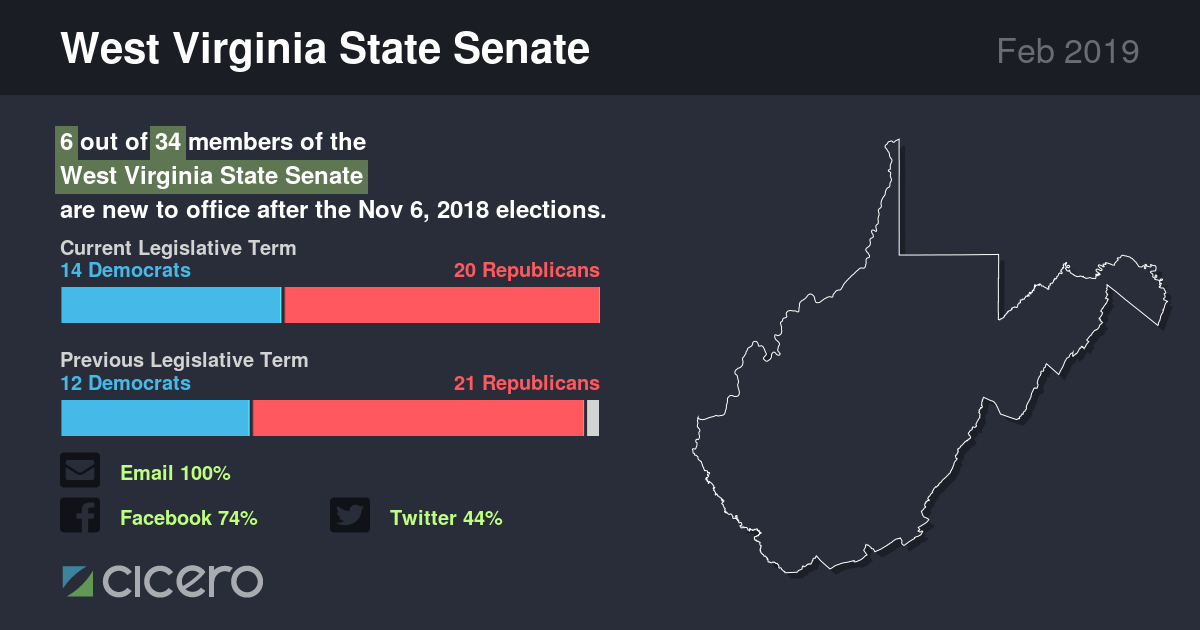 West Virginia State Senate
Feb 2019
6 out of 34 members of the
West Virginia State Senate
are new to office after the Nov 6, 2018 elections.
Current Legislative Term
14 Democrats 20 Republicans
Previous Legislative Term
12 Democrats 21 Republicans
Email 100%
Facebook 74% Twitter 44%
cicero